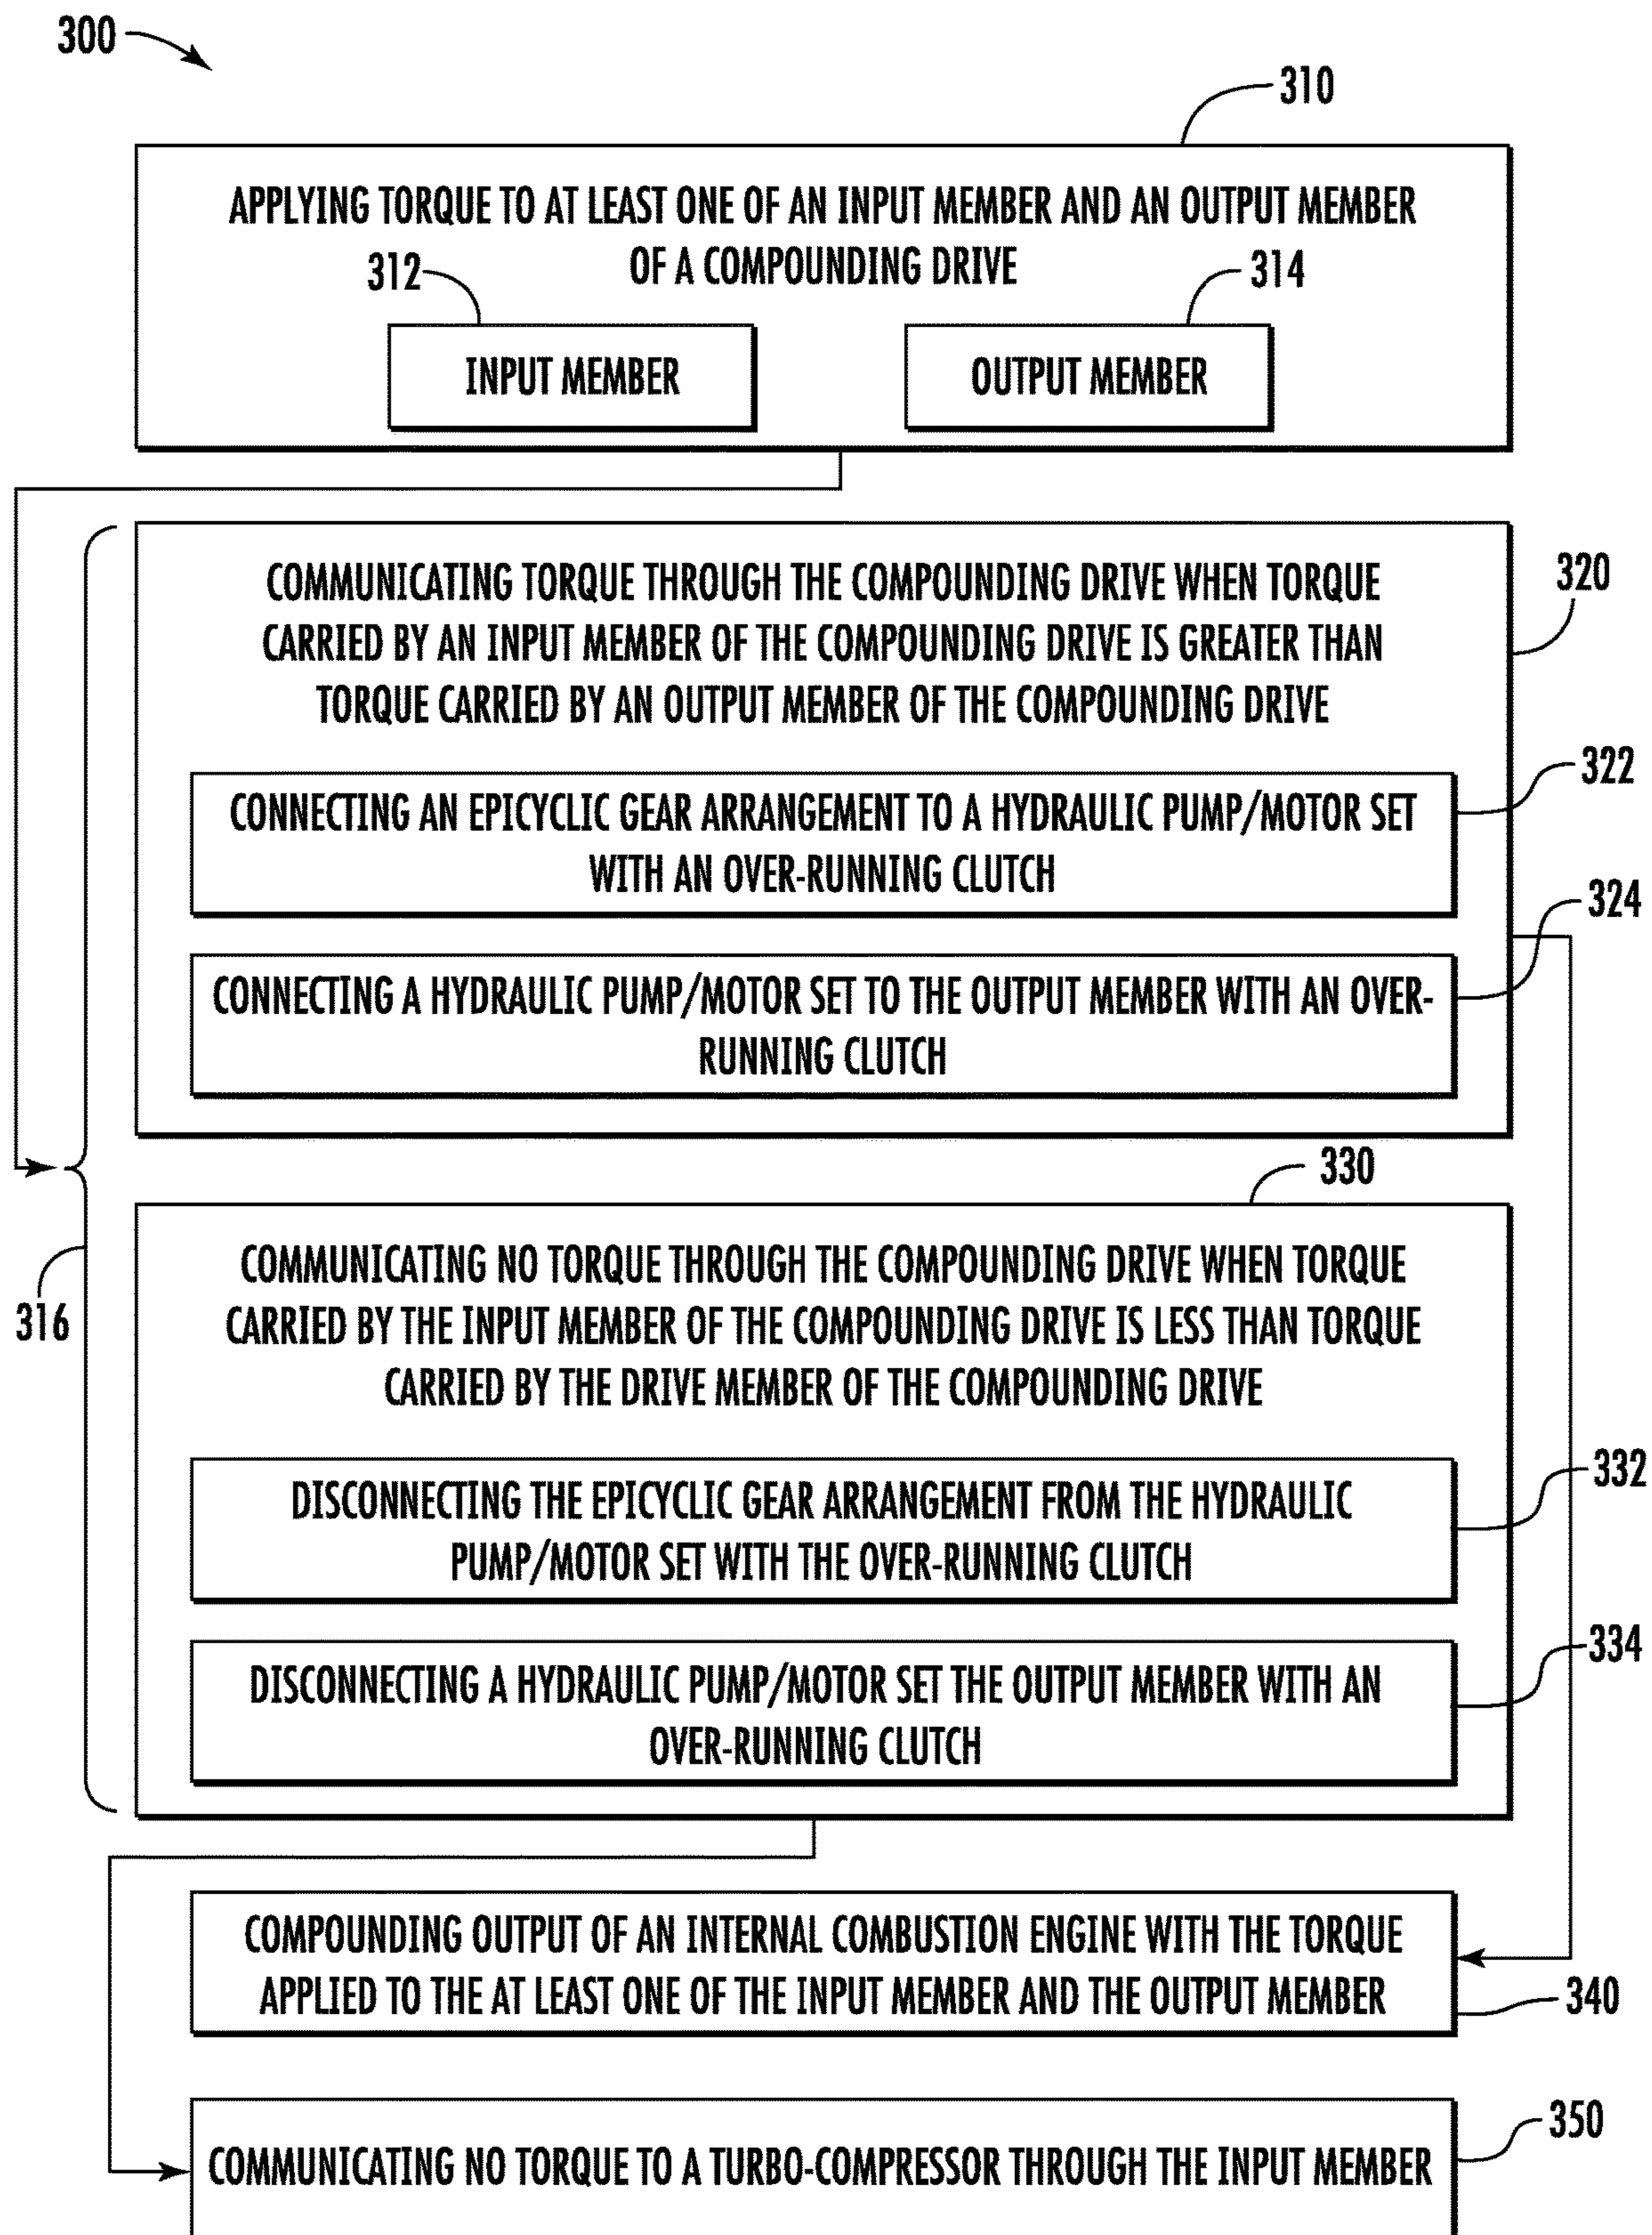 300
310
APPLYING TORQUE TO AT LEAST ONE OF AN INPUT MEMBER AND AN OUTPUT MEMBER
OF A COMPOUNDING DRIVE
312
314
INPUT MEMBER
OUTPUT MEMBER
320
COMMUNICATING TORQUE THROUGH THE COMPOUNDING DRIVE WHEN TORQUE
CARRIED BY AN INPUT MEMBER OF THE COMPOUNDING DRIVE IS GREATER THAN
TORQUE CARRIED BY AN OUTPUT MEMBER OF THE COMPOUNDING DRIVE
322
CONNECTING AN EPICYCLIC GEAR ARRANGEMENT TO A HYDRAULIC PUMP/MOTOR SET
WITH AN OVER-RUNNING CLUTCH
324
CONNECTING A HYDRAULIC PUMP/MOTOR SET TO THE OUTPUT MEMBER WITH AN OVER-
RUNNING CLUTCH
330
316
COMMUNICATING NO TORQUE THROUGH THE COMPOUNDING DRIVE WHEN TORQUE
CARRIED BY THE INPUT MEMBER OF THE COMPOUNDING DRIVE IS LESS THAN TORQUE
CARRIED BY THE DRIVE MEMBER OF THE COMPOUNDING DRIVE
332
DISCONNECTING THE EPICYCLIC GEAR ARRANGEMENT FROM THE HYDRAULIC
PUMP/MOTOR SET WITH THE OVER-RUNNING CLUTCH
334
DISCONNECTING A HYDRAULIC PUMP/MOTOR SET THE OUTPUT MEMBER WITH AN
OVER-RUNNING CLUTCH
COMPOUNDING OUTPUT OF AN INTERNAL COMBUSTION ENGINE WITH THE TORQUE
APPLIED TO THE AT LEAST ONE OF THE INPUT MEMBER AND THE OUTPUT MEMBER
340
350
COMMUNICATING NO TORQUE TO A TURBO-COMPRESSOR THROUGH THE INPUT MEMBER